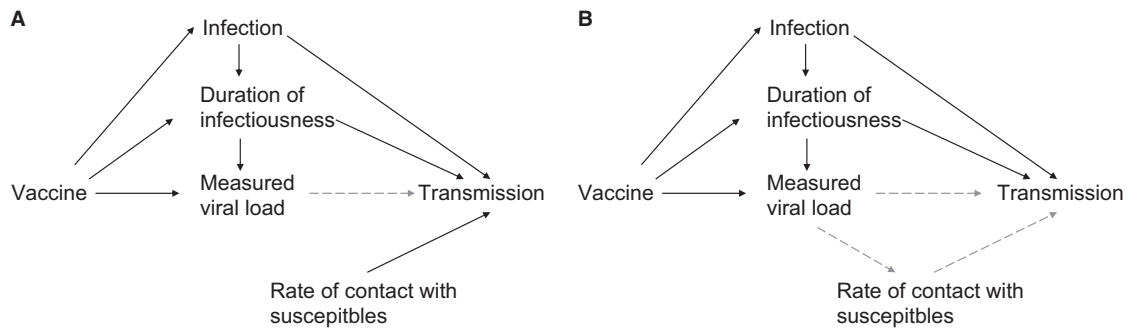 A
Infection
Duration of
infectiousness
Vaccine
Measured
viral load
Transmission
Rate of contact with
suscepitbles
B
Infection
Duration of
infectiousness
Vaccine
Measured
viral load
Transmission
Rate of contact with
suscepitbles